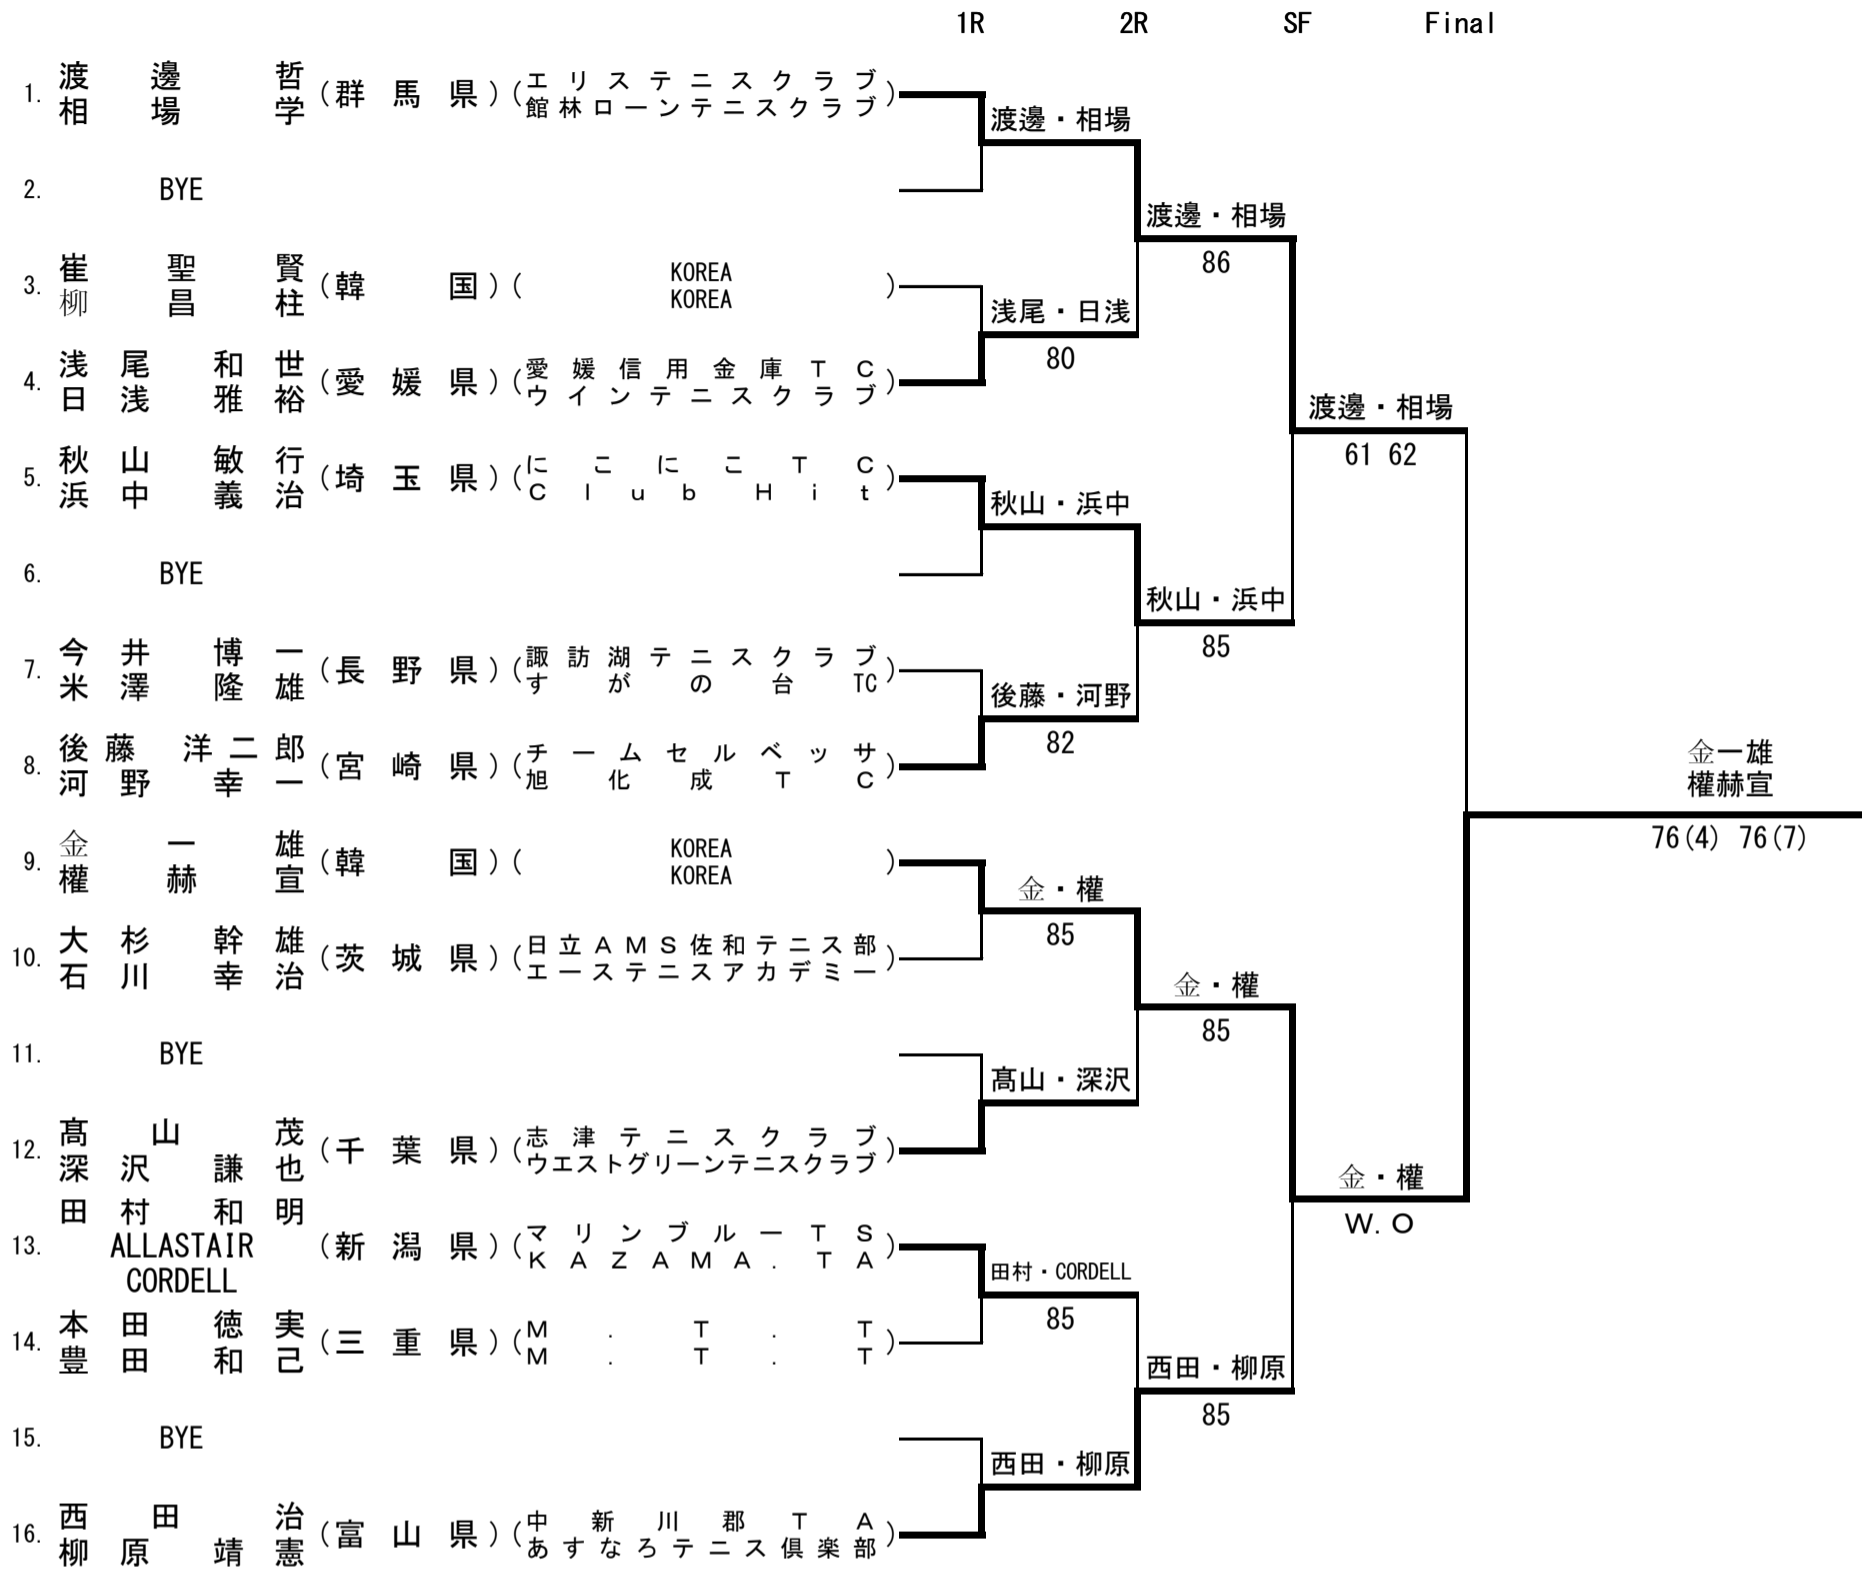 1R 2R SF Final
1. 渡邊哲 (群馬県) (エリステニスクラブ
相場学 館林ローンテニスクラブ)
渡邊・相場
2. BYE
渡邊・相場
86
3. 崔聖賢 (韓国) (KOREA
柳昌柱 KOREA)
浅尾・日浅
80
4. 浅尾和世 (愛媛県) (愛媛信用金庫TC
日浅雅裕 ウインテニスクラブ)
渡邊・相場
61 62
5. 秋山敏行 (埼玉県) (にこにこTC
浜中義治 Club Hit)
秋山・浜中
6. BYE
秋山・浜中
85
7. 今井博一 (長野県) (諏訪湖テニスクラブ
米澤隆雄 すがの台TC)
後藤・河野
82
8. 後藤洋二郎 (宮崎県) (チームセルベッサ
河野幸一 旭化成TC)
金一雄
權赫宣
76(4) 76(7)
9. 金一雄 (韓国) (KOREA
權赫宣 KOREA)
金・權
85
10. 大杉幹雄 (茨城県) (日立AMS佐和テニス部
石川幸治 エーステニスアカデミー)
金・權
85
11. BYE
髙山・深沢
12. 髙山茂 (千葉県) (志津テニスクラブ
深沢謙也 ウエストグリーンテニスクラブ)
金・權
W.O
13. 田村和明 (新潟県) (マリンブルーTS
ALLASTAIR KAZAMA.TA)
CORDELL
田村・CORDELL
85
14. 本田徳実 (三重県) (M.T.T
豊田和己 M.T.T)
西田・柳原
85
15. BYE
西田・柳原
16. 西田治 (富山県) (中新川郡TA
柳原靖憲 あすなろテニス倶楽部)